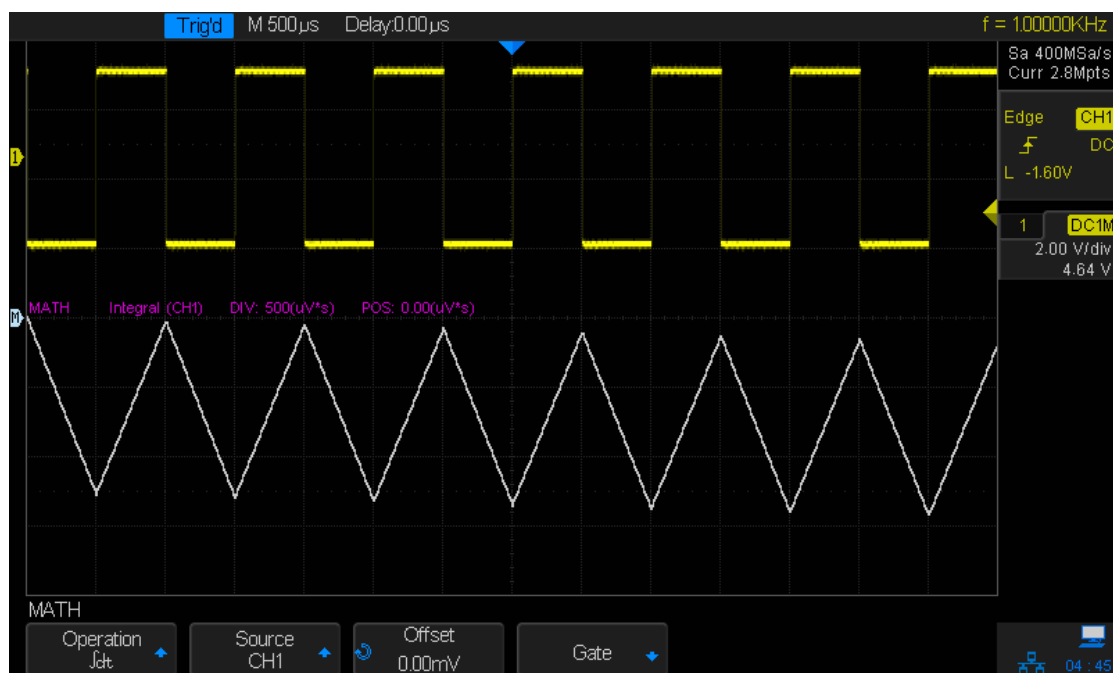 Trig'd M 500µs Delay:0.00µs f = 1.00000KHz
Sa 400MSa/s
Curr 2.8Mpts
Edge CH1
DC
L -1.60V
1 DC1M
2.00 V/div
4.64 V
1
M
MATH Integral (CH1) DIV: 500(uV*s) POS: 0.00(uV*s)
MATH
Operation
∫dt
Source
CH1
Offset
0.00mV
Gate
04:45